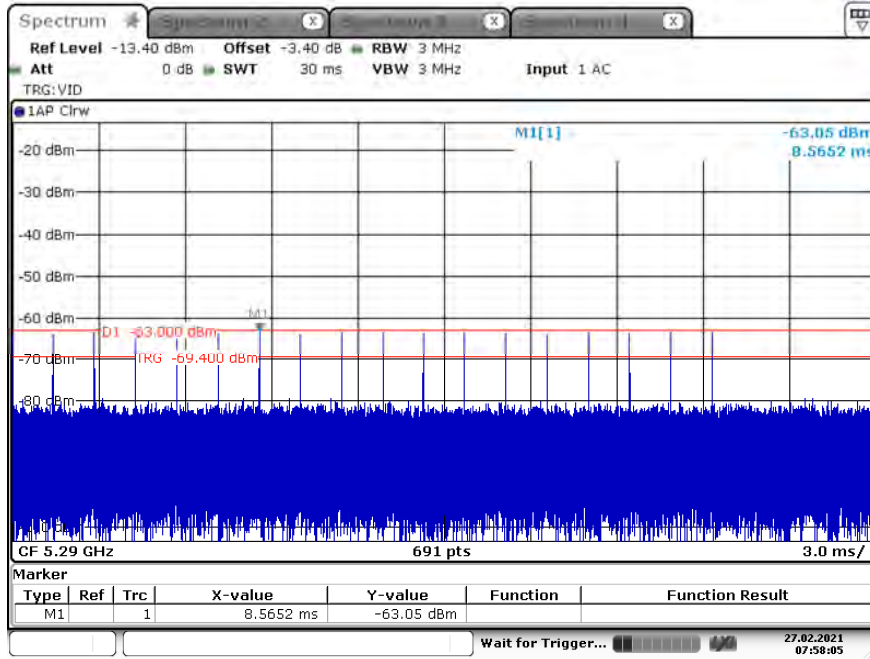 Spectrum
Ref Level -13.40 dBm Offset -3.40 dB RBW 3 MHz
Att 0 dB SWT 30 ms VBW 3 MHz Input 1 AC
TRG:VID
1AP Clrw
M1[1] -63.05 dBm
8.5652 ms
-20 dBm
-30 dBm
-40 dBm
-50 dBm
-60 dBm
M1
D1 -63.000 dBm
-70 dBm
TRG -69.400 dBm
-80 dBm
CF 5.29 GHz 691 pts 3.0 ms/
Marker
Type Ref Trc X-value Y-value Function Function Result
M1 1 8.5652 ms -63.05 dBm
Wait for Trigger...
27.02.2021
07:58:05